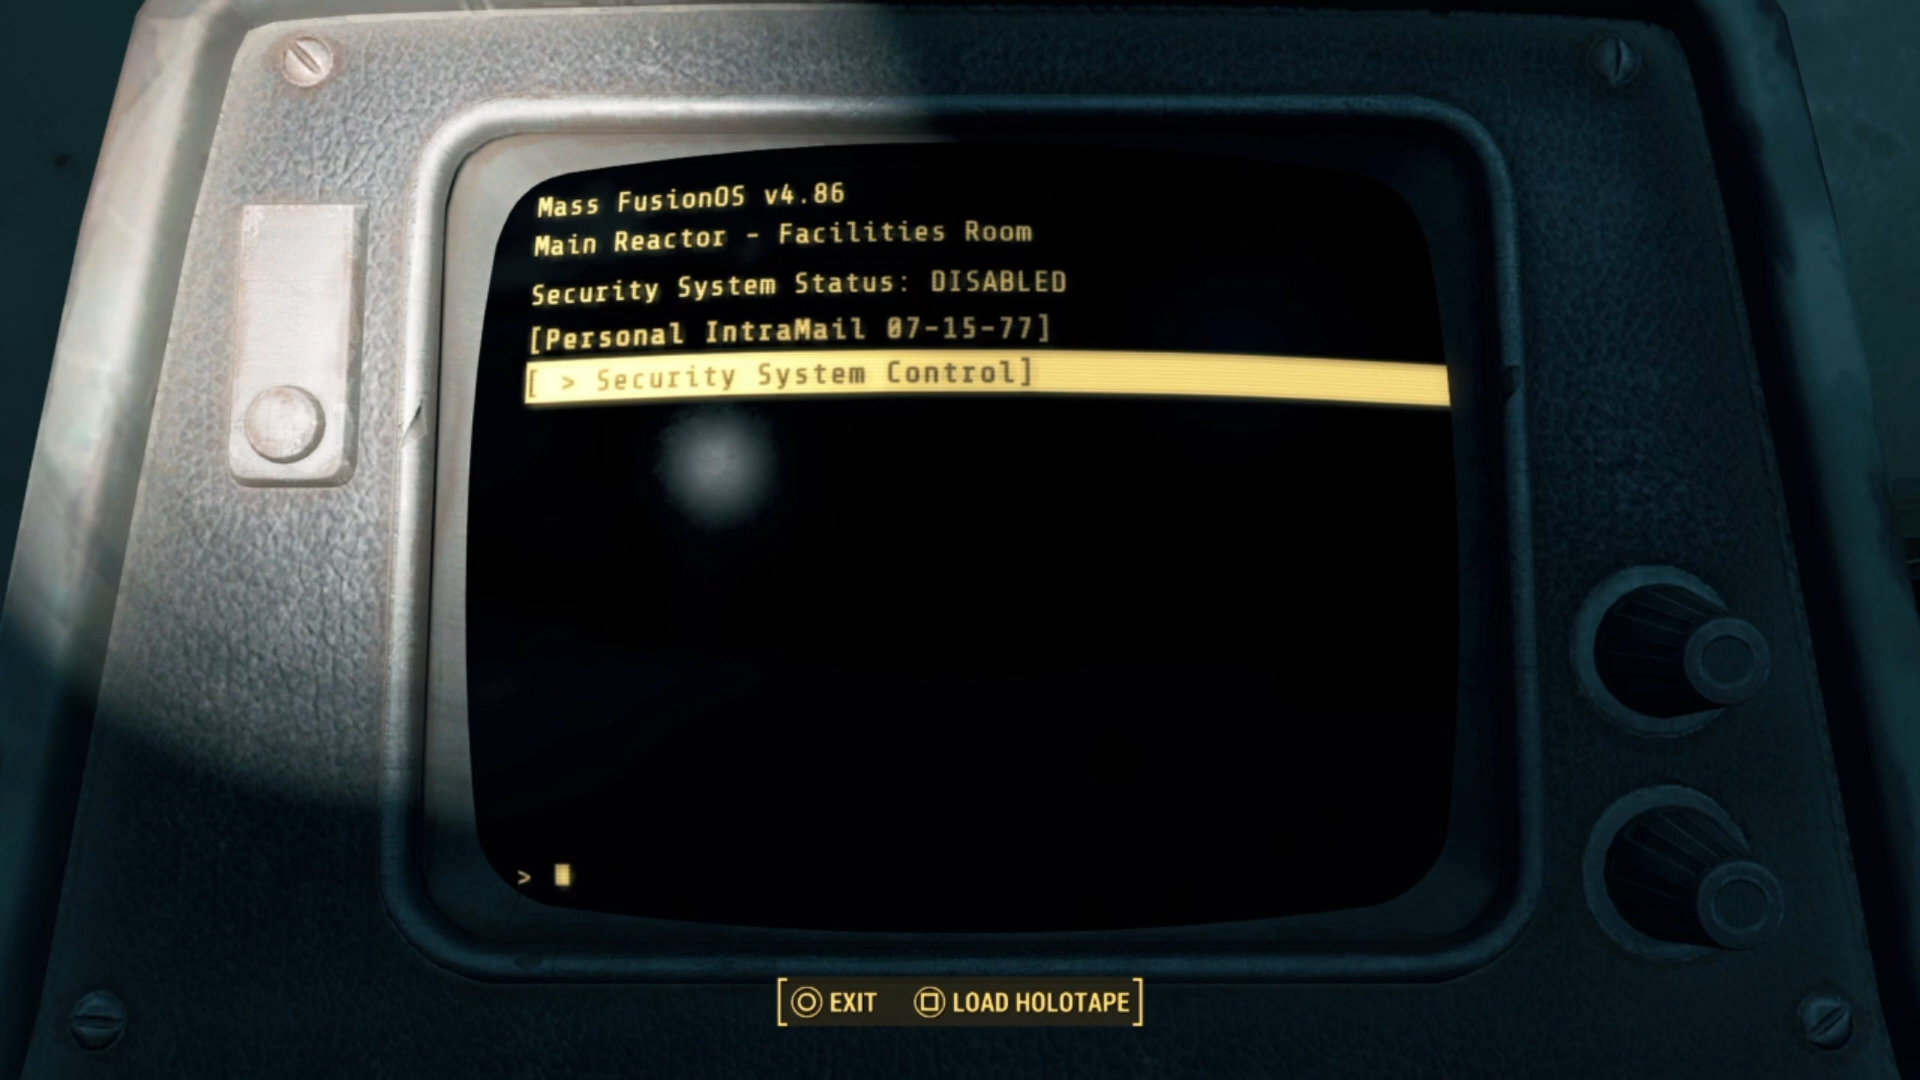 Mass FusionOS v4.86
Main Reactor - Facilities Room
Security System Status: DISABLED
[Personal IntraMail 07-15-77]
[ > Security System Control]
>
EXIT LOAD HOLOTAPE